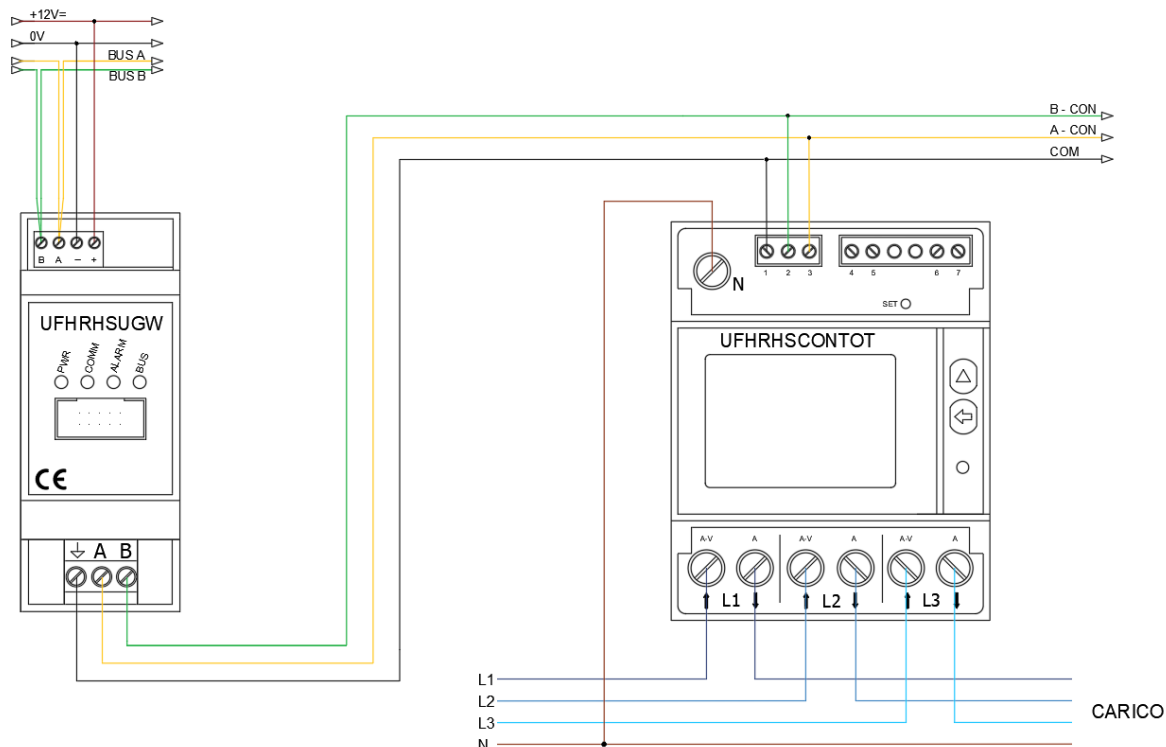 +12V=
0V
BUS A
BUS B
B - CON
A - CON
COM
B A − +
UFHRHSUGW
PWR COMM ALARM BUS
CE
A B
N
1 2 3
4 5 6 7
SET
UFHRHSCONTOT
A-V A A-V A A-V A
L1 L2 L3
L1
L2
L3
N
CARICO